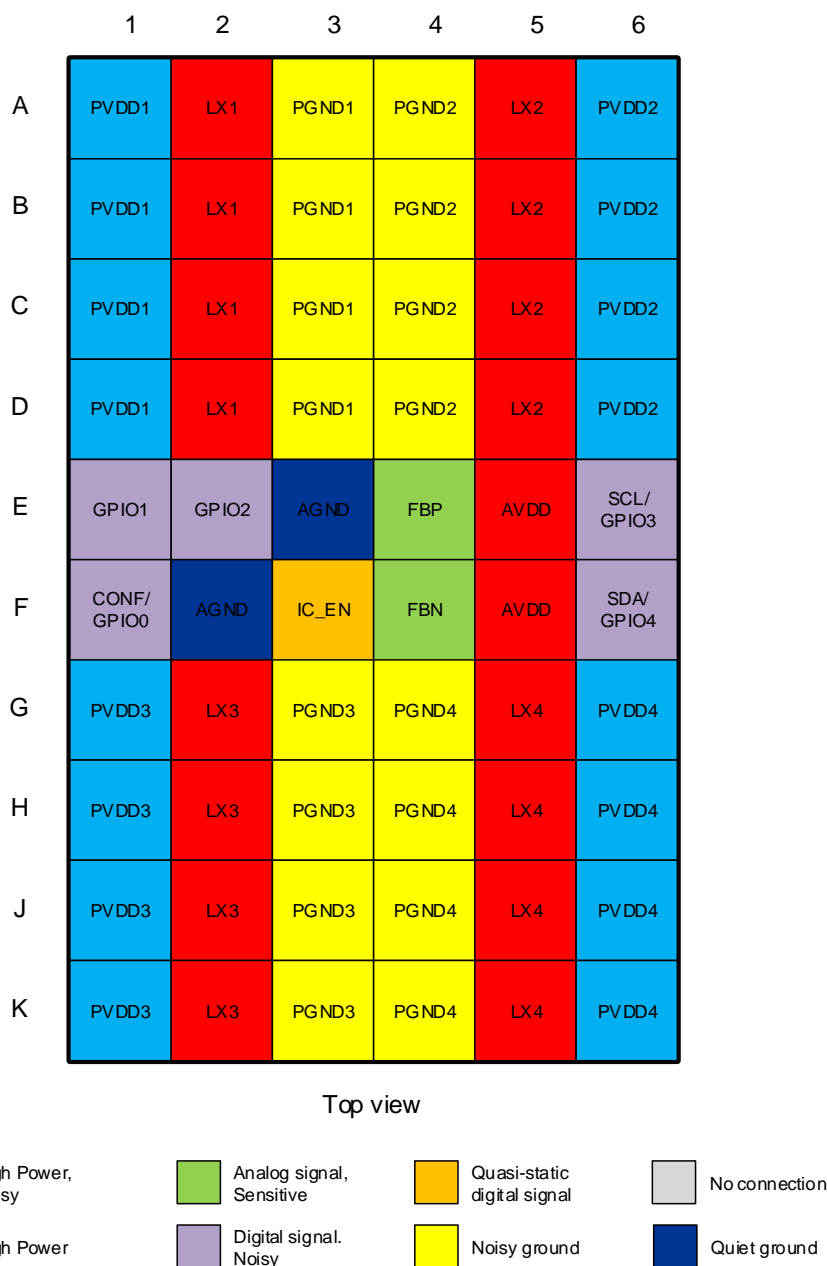 1 2 3 4 5 6
A PVDD1 LX1 PGND1 PGND2 LX2 PVDD2
B PVDD1 LX1 PGND1 PGND2 LX2 PVDD2
C PVDD1 LX1 PGND1 PGND2 LX2 PVDD2
D PVDD1 LX1 PGND1 PGND2 LX2 PVDD2
E GPIO1 GPIO2 AGND FBP AVDD SCL/
GPIO3
F CONF/
GPIO0 AGND IC_EN FBN AVDD SDA/
GPIO4
G PVDD3 LX3 PGND3 PGND4 LX4 PVDD4
H PVDD3 LX3 PGND3 PGND4 LX4 PVDD4
J PVDD3 LX3 PGND3 PGND4 LX4 PVDD4
K PVDD3 LX3 PGND3 PGND4 LX4 PVDD4
Top view
Power,
Analog signal,
Sensitive
Quasi-static
digital signal
No connection
Power
Digital signal.
Noisy
Noisy ground
Quiet ground